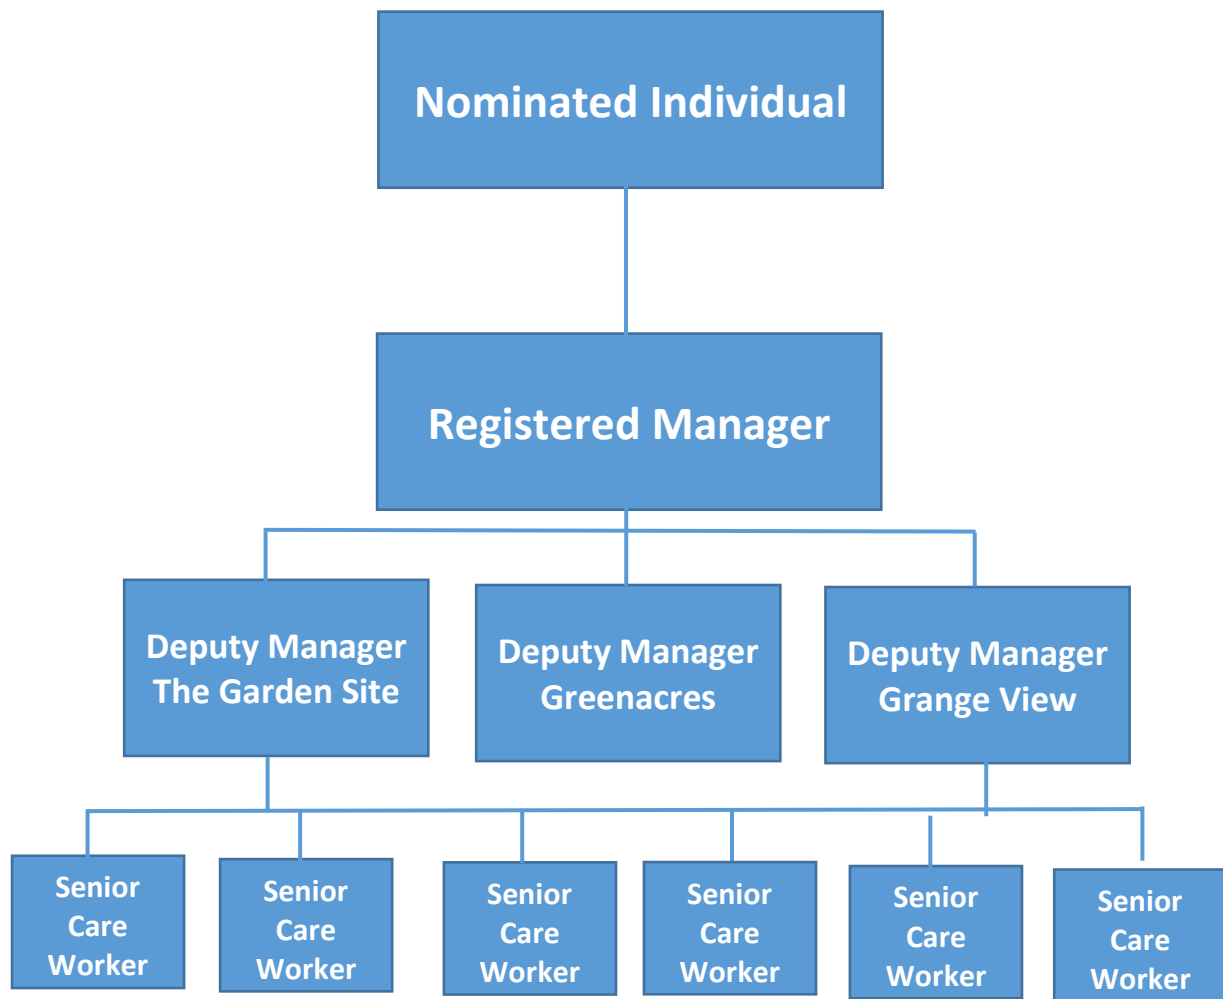 Nominated Individual
Registered Manager
Deputy Manager
The Garden Site
Deputy Manager
Greenacres
Deputy Manager
Grange View
Senior
Care
Worker
Senior
Care
Worker
Senior
Care
Worker
Senior
Care
Worker
Senior
Care
Worker
Senior
Care
Worker